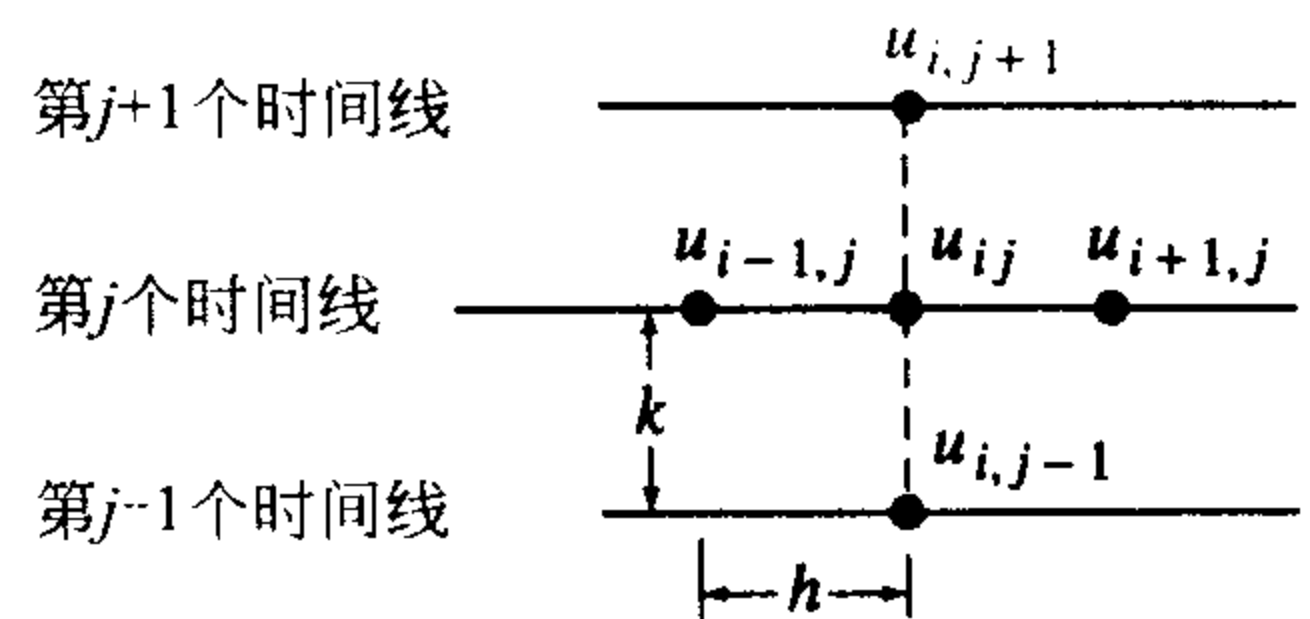 u_{i, j + 1}
第j+1个时间线
u_{i - 1, j} u_{ij} u_{i + 1, j}
第j个时间线
k
u_{i, j - 1}
第j-1个时间线
h